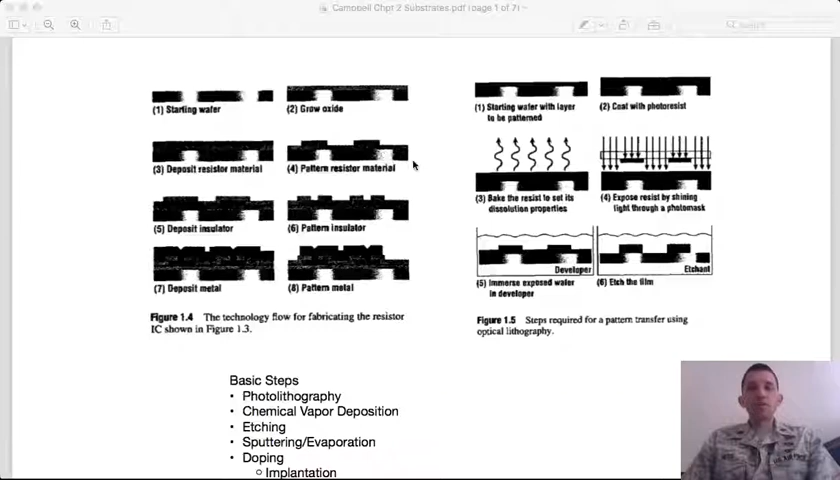 Campbell Chpt 2 Substrates.pdf (page 1 of 7)
Search
(1) Starting wafer
(2) Grow oxide
(3) Deposit resistor material
(4) Pattern resistor material
(5) Deposit insulator
(6) Pattern insulator
(7) Deposit metal
(8) Pattern metal
Figure 1.4 The technology flow for fabricating the resistor
IC shown in Figure 1.3.
(1) Starting wafer with layer
to be patterned
(2) Coat with photoresist
(3) Bake the resist to set its
dissolution properties
(4) Expose resist by shining
light through a photomask
Developer
Etchant
(5) Immerse exposed wafer
in developer
(6) Etch the film
Figure 1.5 Steps required for a pattern transfer using
optical lithography.
Basic Steps
• Photolithography
• Chemical Vapor Deposition
• Etching
• Sputtering/Evaporation
• Doping
○ Implantation